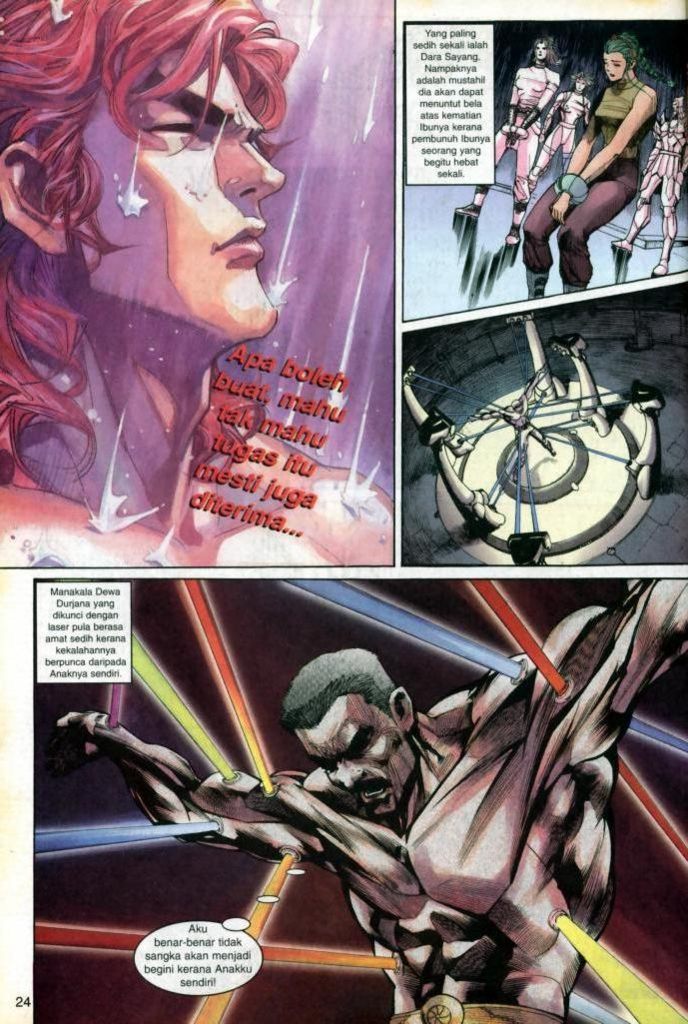 Apa boleh
buat, mahu
tak mahu
tugas itu
mesti juga
diterima...
Yang paling
sedih sekali ialah
Dara Sayang.
Nampaknya
adalah mustahil
dia akan dapat
menuntut bela
atas kematian
Ibunya kerana
pembunuh Ibunya
seorang yang
begitu hebat
sekali.
Manakala Dewa
Durjana yang
dikunci dengan
laser pula berasa
amat sedih kerana
kekalahannya
berpunca daripada
Anaknya sendiri.
Aku
benar-benar tidak
sangka akan menjadi
begini kerana Anakku
sendiri!
24